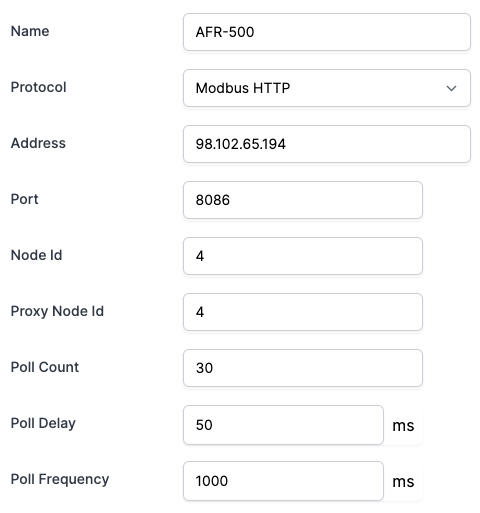 Name AFR-500
Protocol Modbus HTTP
Address 98.102.65.194
Port 8086
Node Id 4
Proxy Node Id 4
Poll Count 30
Poll Delay 50 ms
Poll Frequency 1000 ms